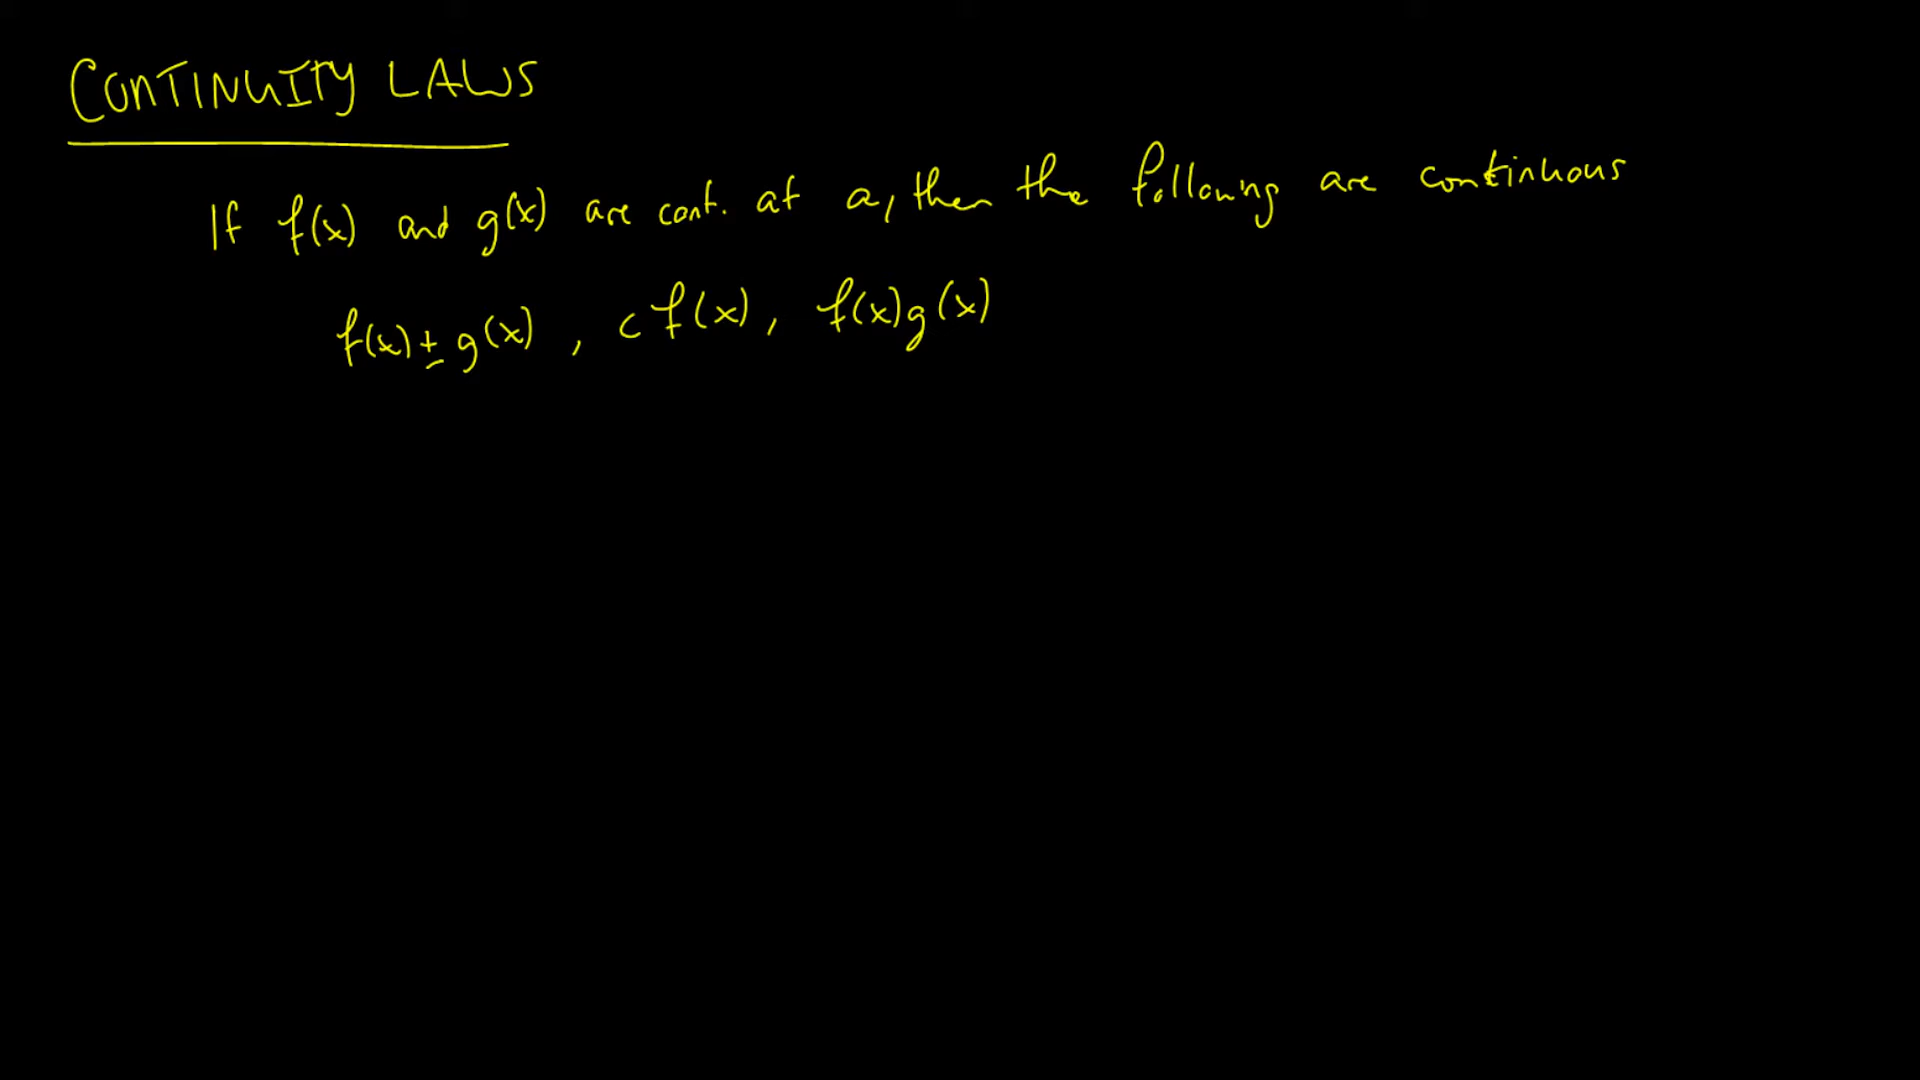 CONTINUITY LAWS
If f(x) and g(x) are cont. at a, then the following are continuous
f(x) ± g(x), c f(x), f(x)g(x)